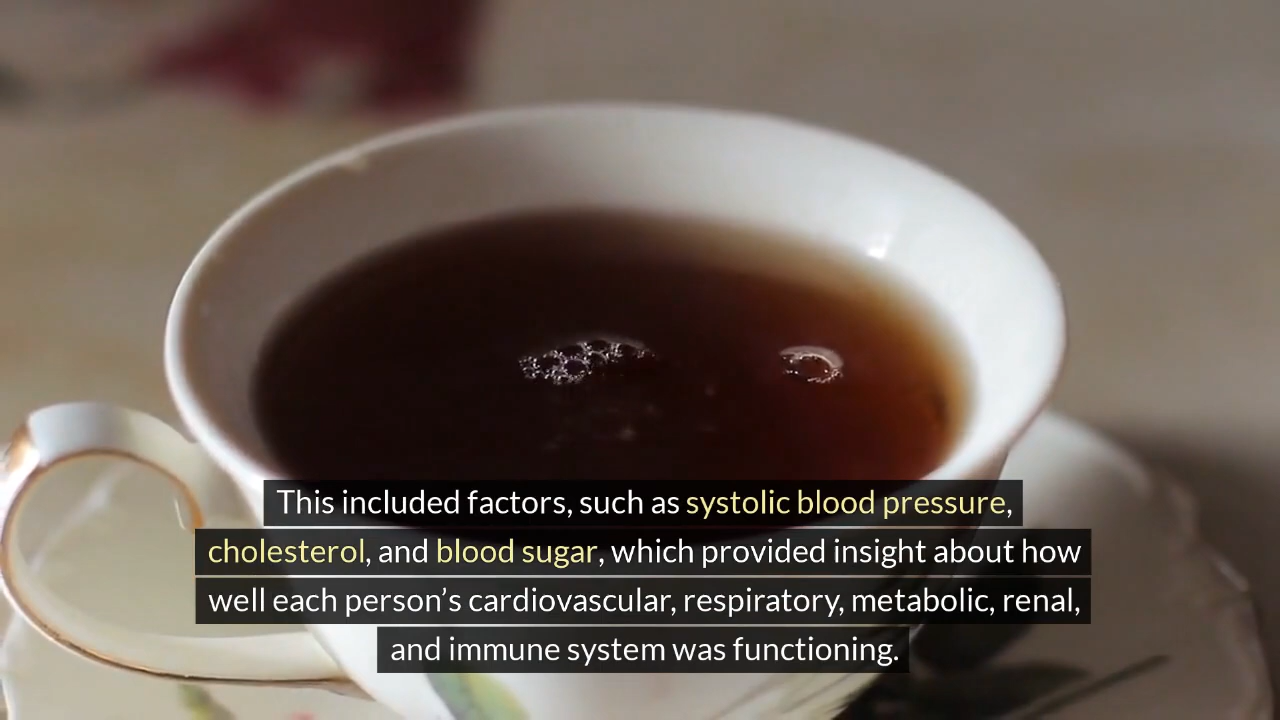 This included factors, such as systolic blood pressure,
cholesterol, and blood sugar, which provided insight about how
well each person’s cardiovascular, respiratory, metabolic, renal,
and immune system was functioning.